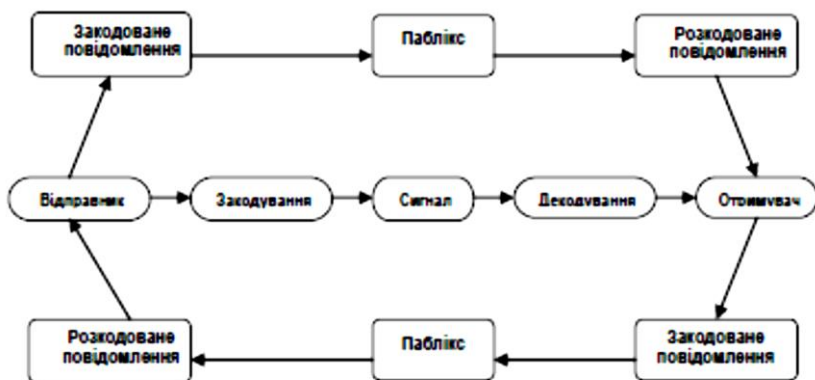 Закодоване
повідомлення
Паблікс
Розкодоване
повідомлення
Відправник
Закодування
Сигнал
Декодування
Отримувач
Розкодоване
повідомлення
Паблікс
Закодоване
повідомлення